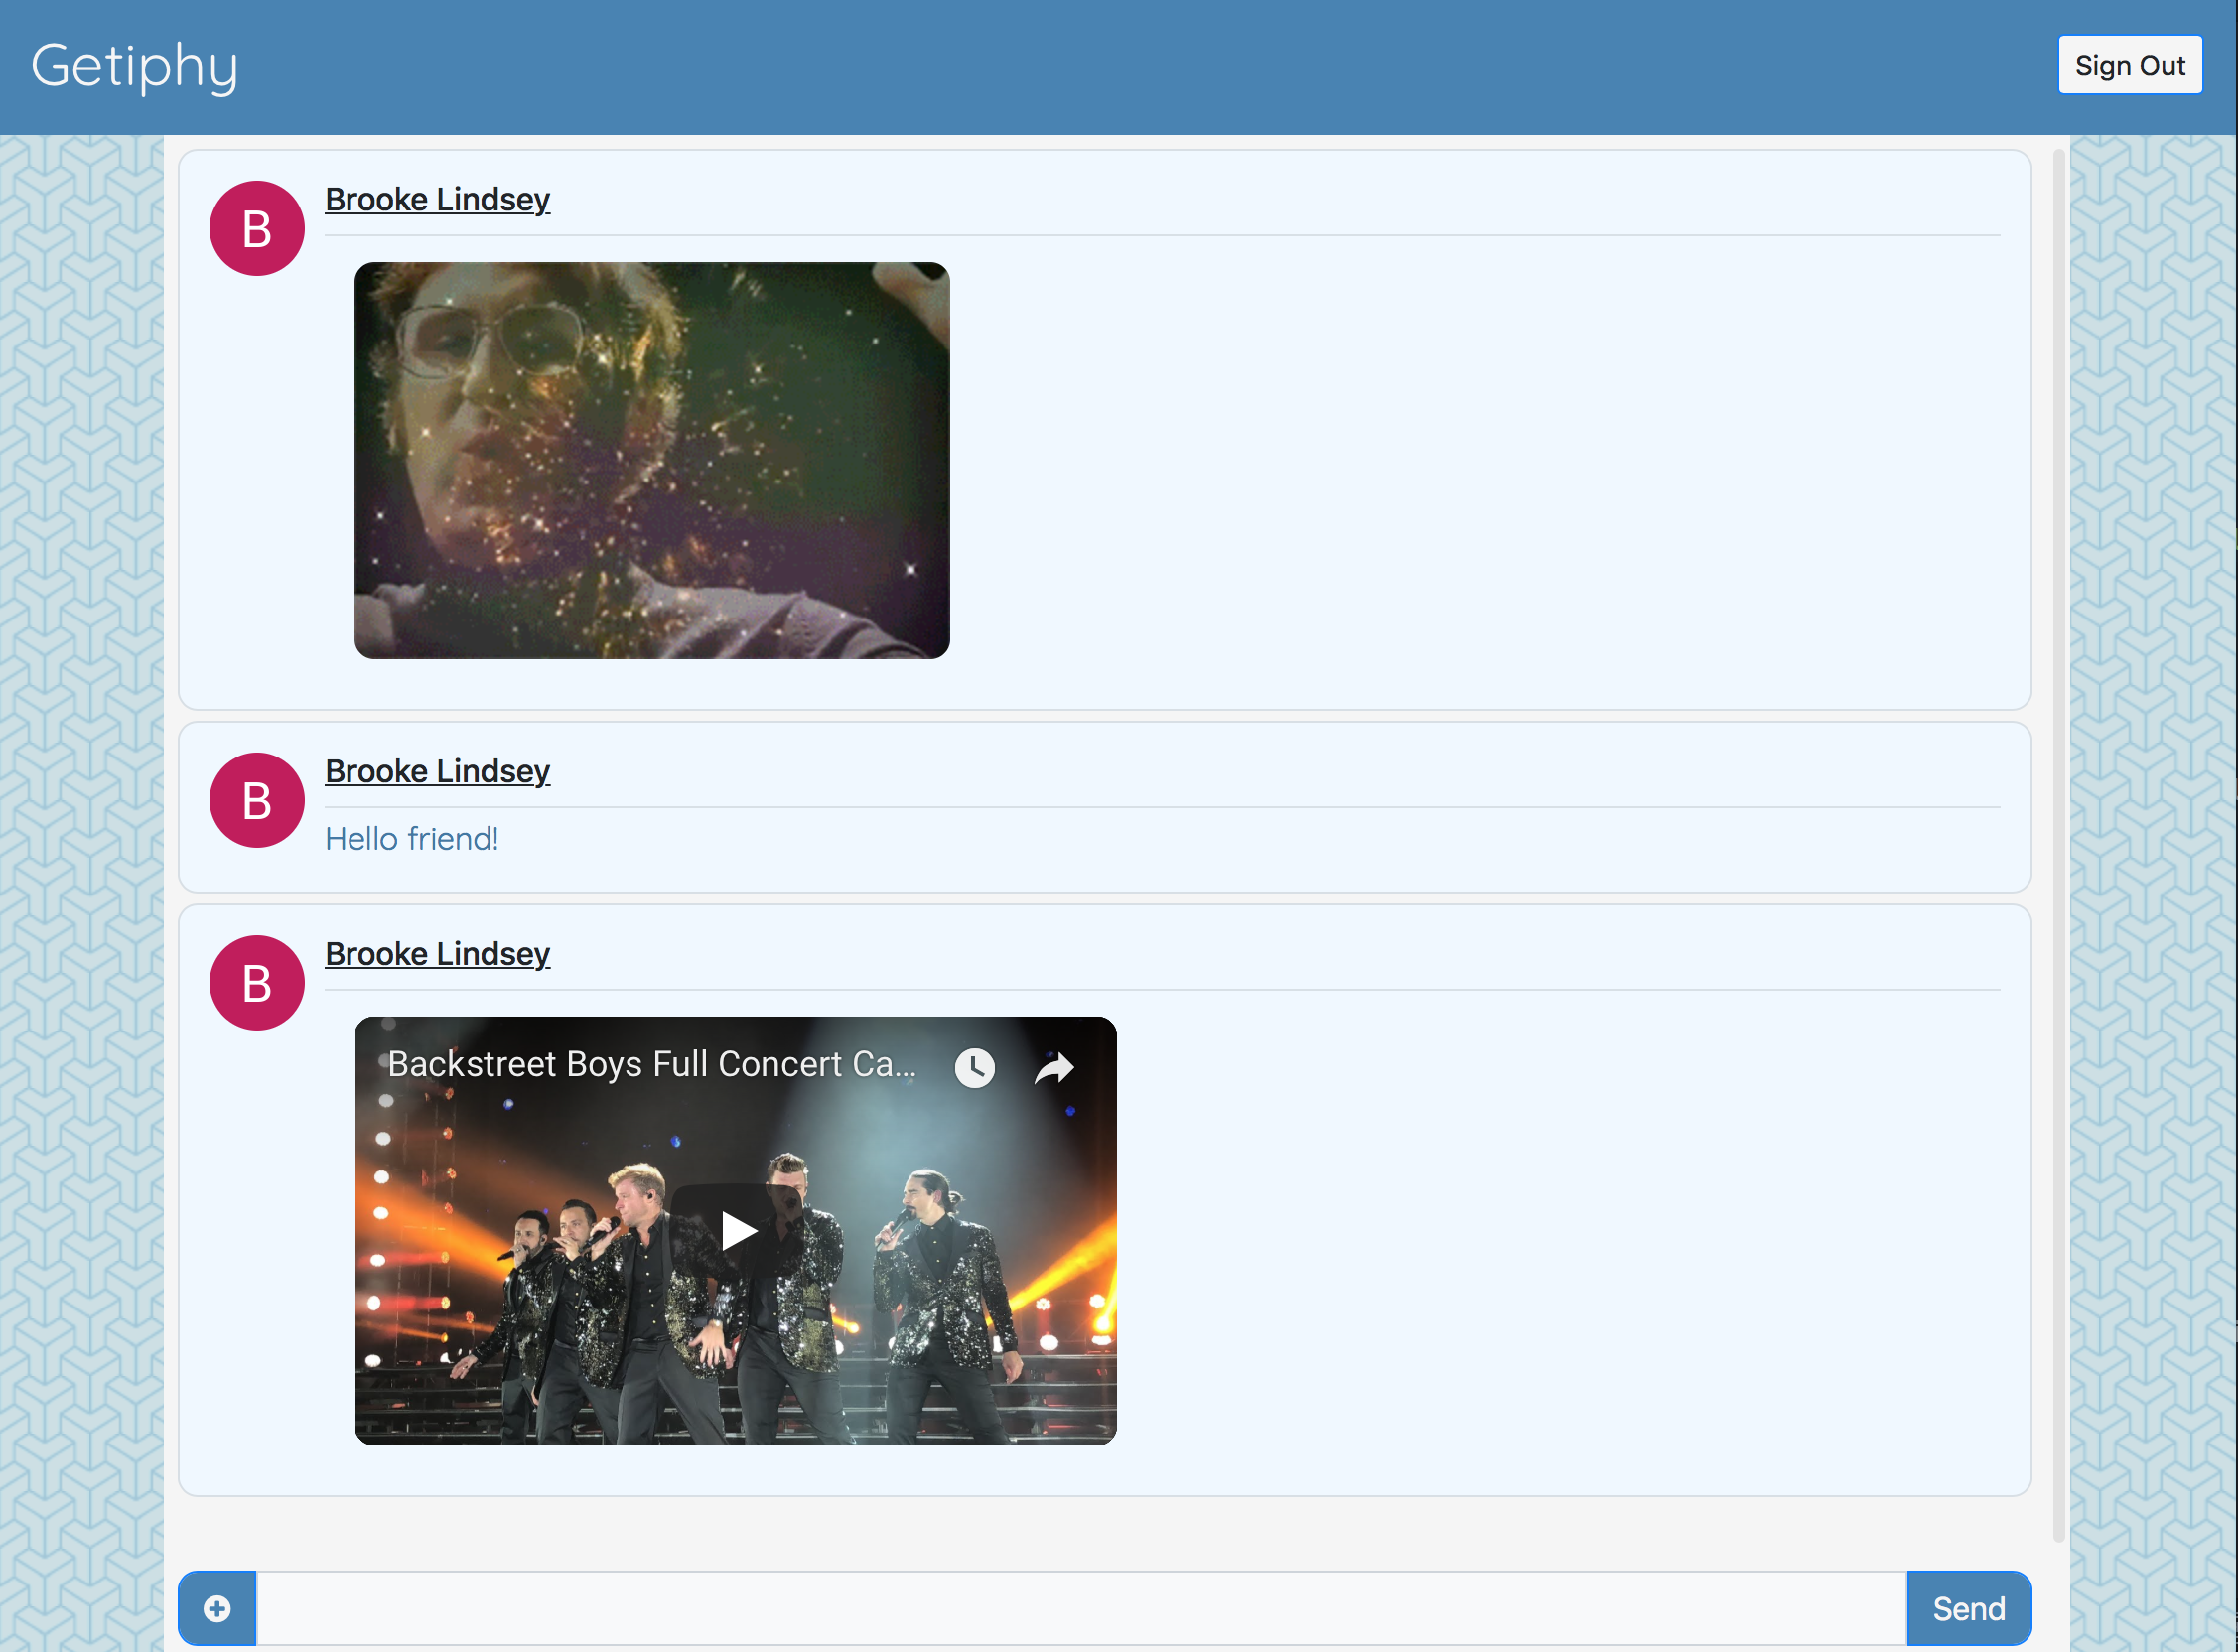 Getiphy
Sign Out
B
Brooke Lindsey
B
Brooke Lindsey
Hello friend!
B
Brooke Lindsey
Backstreet Boys Full Concert Ca...
Send